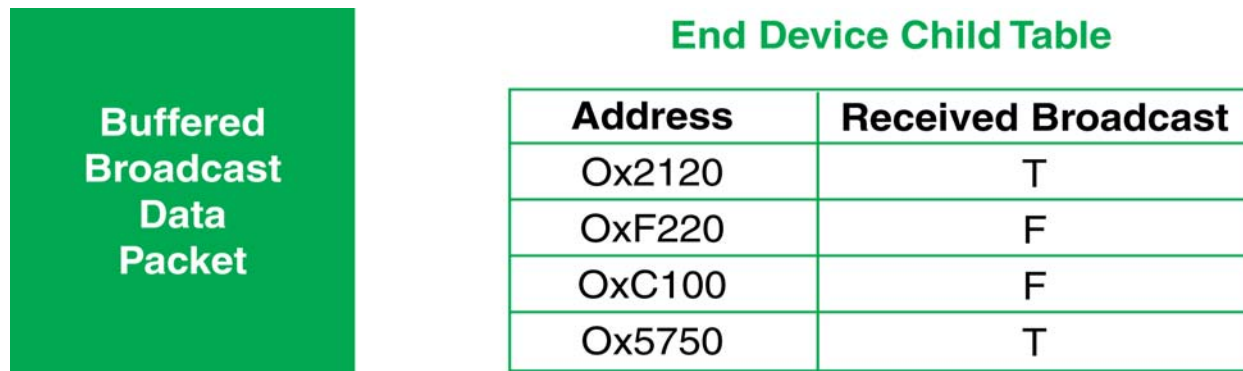 Buffered
Broadcast
Data
Packet
End Device Child Table
Address Received Broadcast
Ox2120 T
OxF220 F
OxC100 F
Ox5750 T